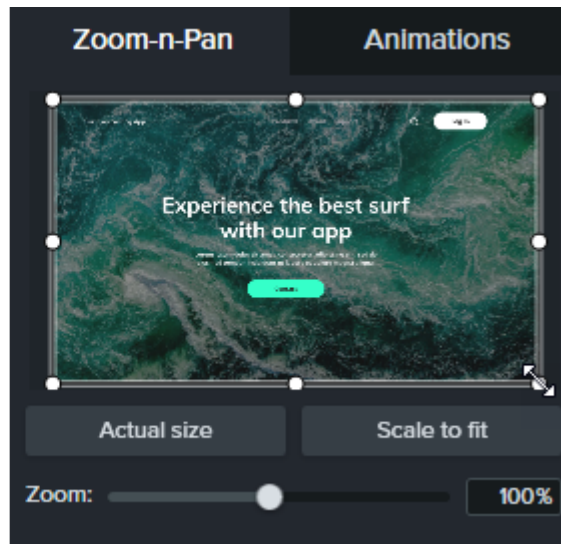 Zoom-n-Pan
Animations
Experience the best surf
with our app
Actual size
Scale to fit
Zoom:
100%